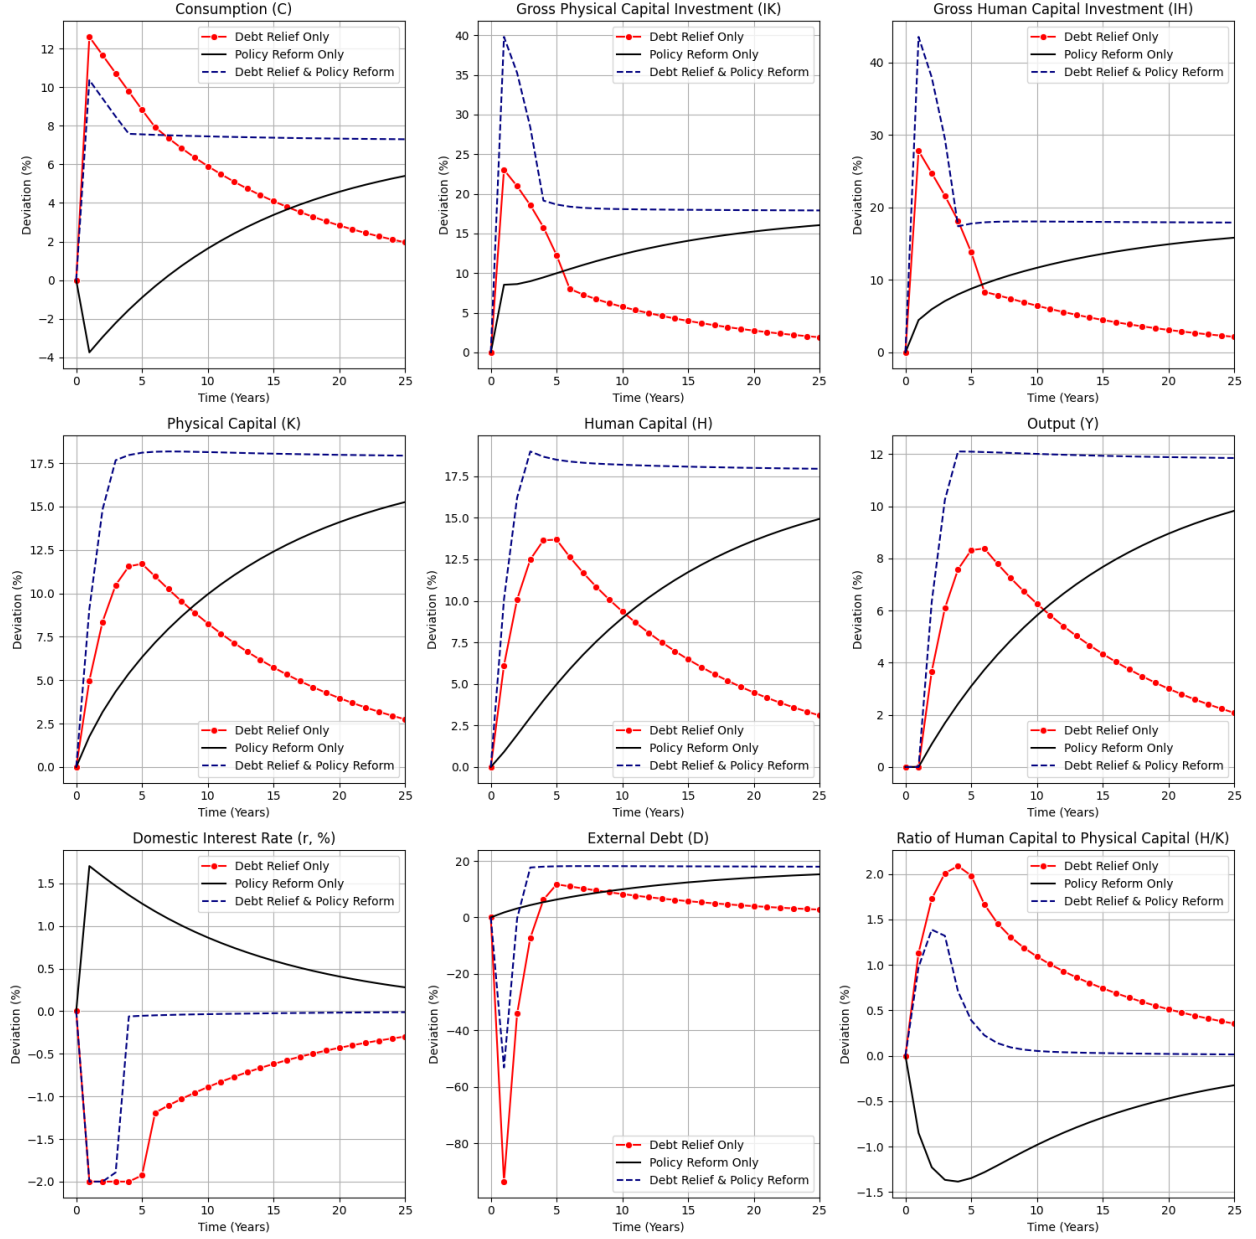 Consumption (C)
Deviation (%)
12
10
8
6
4
2
0
−2
−4
0
5
10
15
20
25
Time (Years)
Debt Relief Only
Policy Reform Only
Debt Relief & Policy Reform
Gross Physical Capital Investment (IK)
Deviation (%)
40
35
30
25
20
15
10
5
0
0
5
10
15
20
25
Time (Years)
Debt Relief Only
Policy Reform Only
Debt Relief & Policy Reform
Gross Human Capital Investment (IH)
Deviation (%)
40
30
20
10
0
0
5
10
15
20
25
Time (Years)
Debt Relief Only
Policy Reform Only
Debt Relief & Policy Reform
Physical Capital (K)
Deviation (%)
17.5
15.0
12.5
10.0
7.5
5.0
2.5
0.0
0
5
10
15
20
25
Time (Years)
Debt Relief Only
Policy Reform Only
Debt Relief & Policy Reform
Human Capital (H)
Deviation (%)
17.5
15.0
12.5
10.0
7.5
5.0
2.5
0.0
0
5
10
15
20
25
Time (Years)
Debt Relief Only
Policy Reform Only
Debt Relief & Policy Reform
Output (Y)
Deviation (%)
12
10
8
6
4
2
0
0
5
10
15
20
25
Time (Years)
Debt Relief Only
Policy Reform Only
Debt Relief & Policy Reform
Domestic Interest Rate (r, %)
Deviation (%)
1.5
1.0
0.5
0.0
−0.5
−1.0
−1.5
−2.0
0
5
10
15
20
25
Time (Years)
Debt Relief Only
Policy Reform Only
Debt Relief & Policy Reform
External Debt (D)
Deviation (%)
20
0
−20
−40
−60
−80
0
5
10
15
20
25
Time (Years)
Debt Relief Only
Policy Reform Only
Debt Relief & Policy Reform
Ratio of Human Capital to Physical Capital (H/K)
Deviation (%)
2.0
1.5
1.0
0.5
0.0
−0.5
−1.0
−1.5
0
5
10
15
20
25
Time (Years)
Debt Relief Only
Policy Reform Only
Debt Relief & Policy Reform